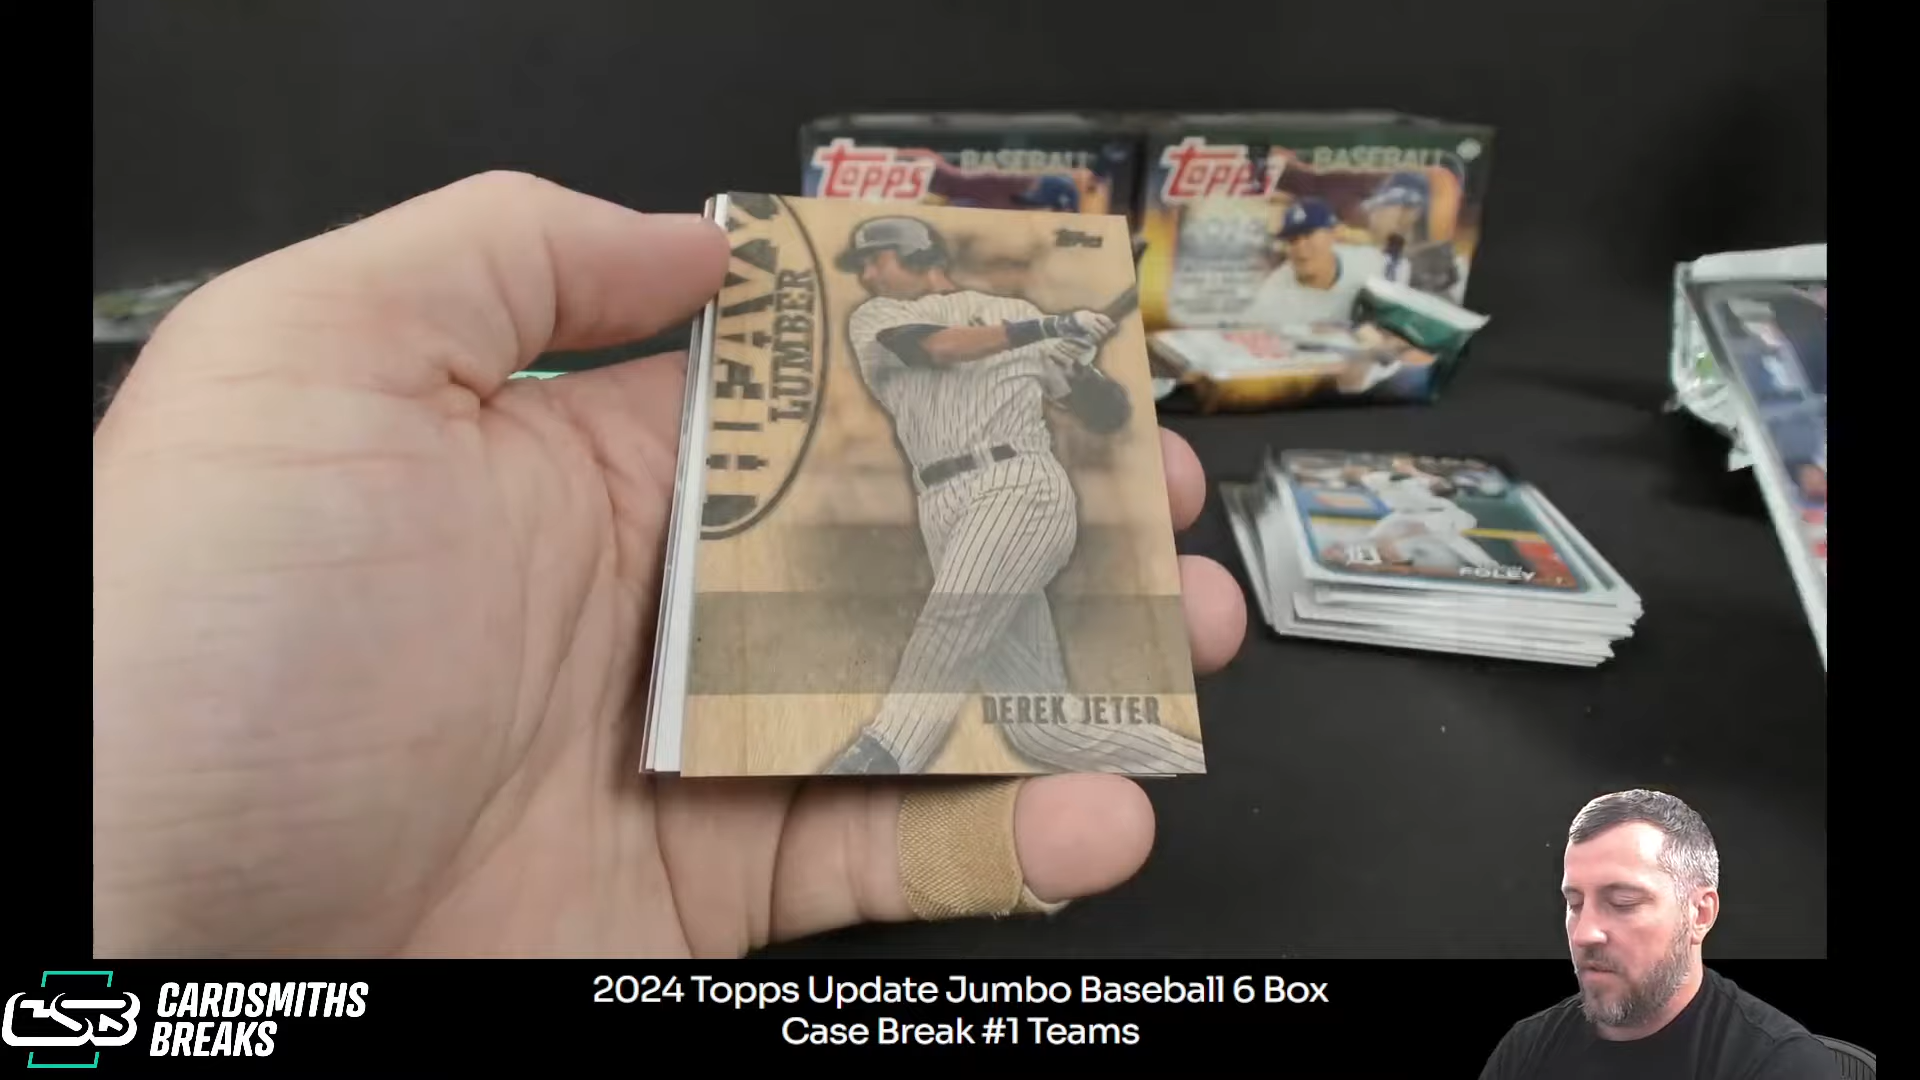 Topps BASEBALL
Topps BASEBALL
HEAVY
LUMBER
Topps
DEREK JETER
FOLEY
CARDSMITHS
BREAKS
2024 Topps Update Jumbo Baseball 6 Box
Case Break #1 Teams